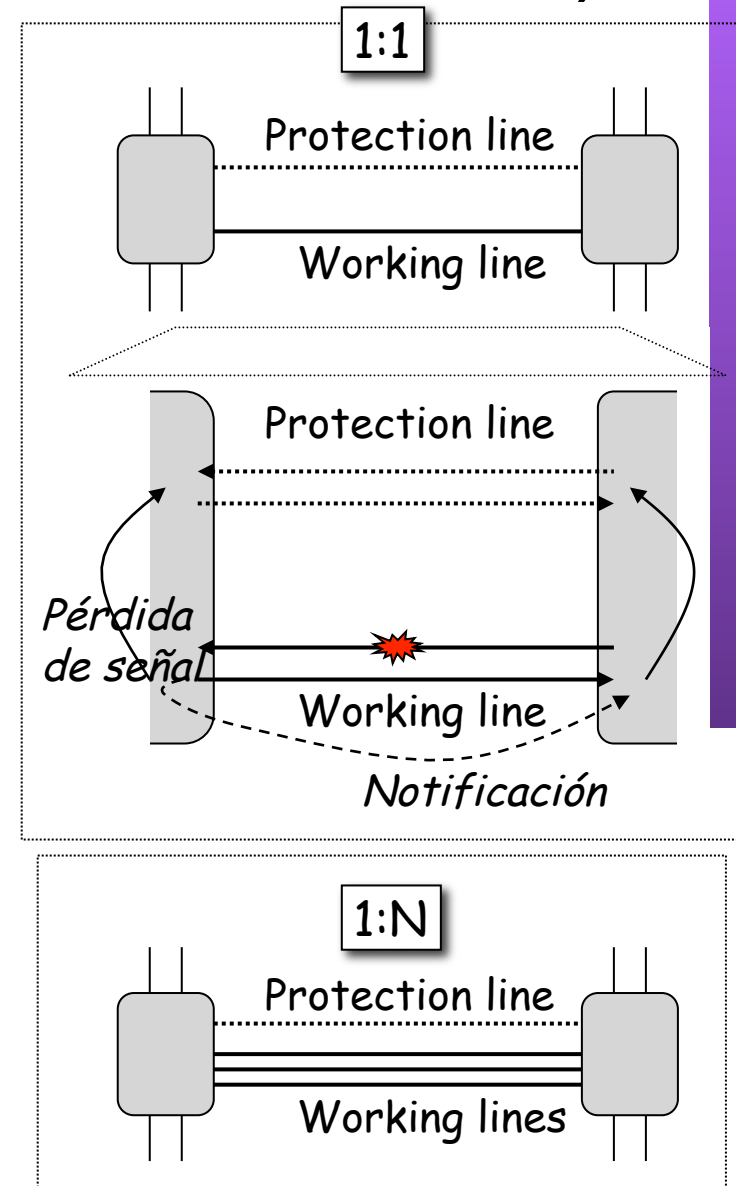 1:1
Protection line
Working line
Protection line
Pérdida
de señal
Working line
Notificación
1:N
Protection line
Working lines